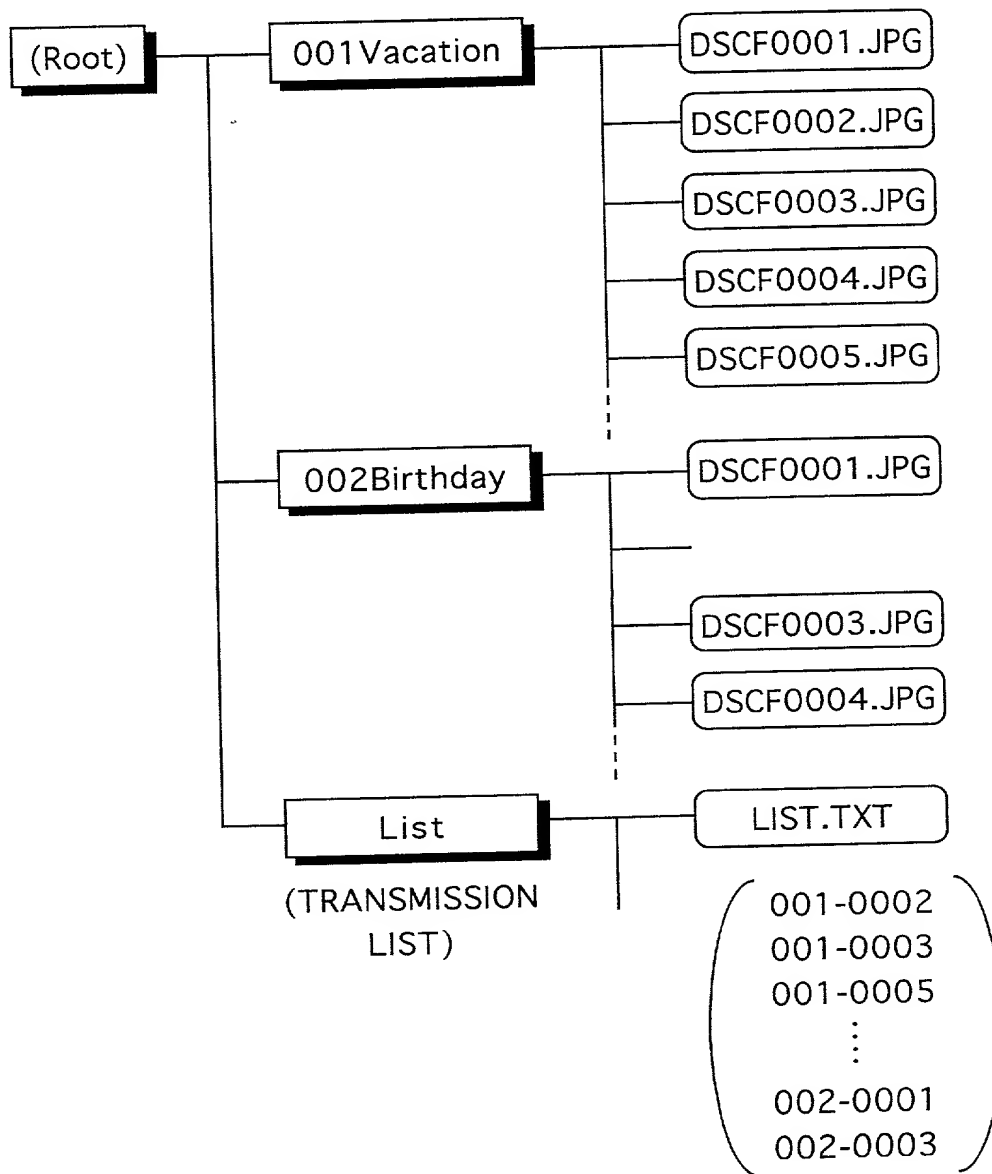 (Root)
001Vacation
DSCF0001.JPG
DSCF0002.JPG
DSCF0003.JPG
DSCF0004.JPG
DSCF0005.JPG
002Birthday
DSCF0001.JPG
DSCF0003.JPG
DSCF0004.JPG
List
(TRANSMISSION
LIST)
LIST.TXT
001-0002
001-0003
001-0005
002-0001
002-0003